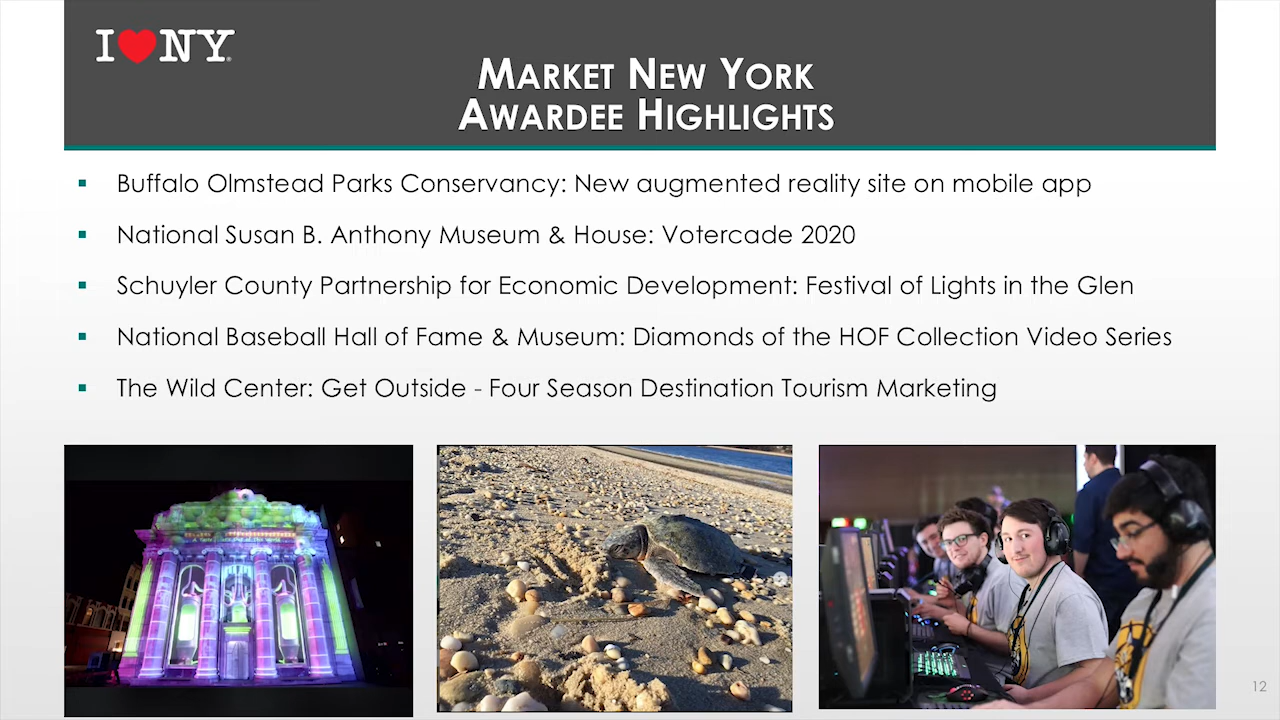 I ❤ NY®
MARKET NEW YORK
AWARDEE HIGHLIGHTS
▪ Buffalo Olmstead Parks Conservancy: New augmented reality site on mobile app
▪ National Susan B. Anthony Museum & House: Votercade 2020
▪ Schuyler County Partnership for Economic Development: Festival of Lights in the Glen
▪ National Baseball Hall of Fame & Museum: Diamonds of the HOF Collection Video Series
▪ The Wild Center: Get Outside - Four Season Destination Tourism Marketing
12